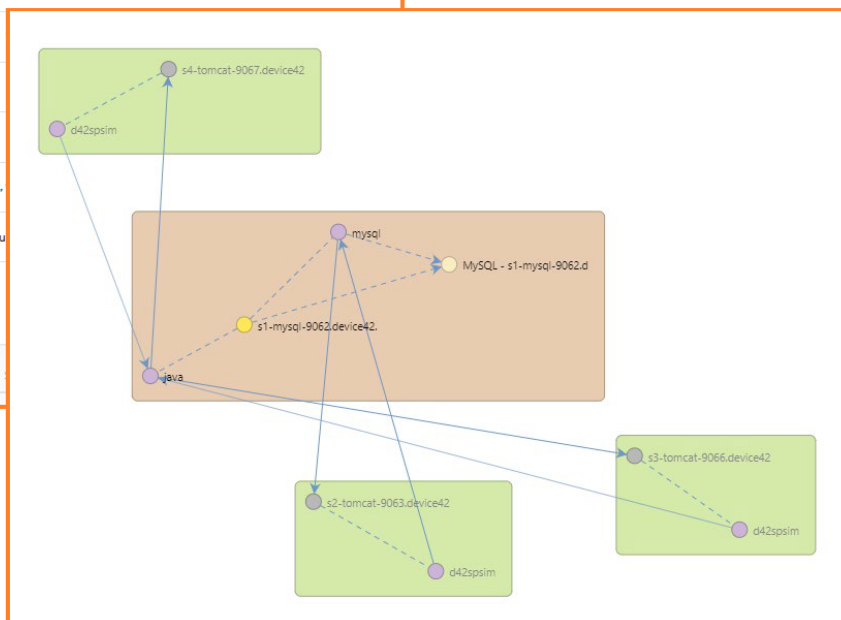 s4-tomcat-9067.device42
d42spsim
mysql
MySQL - s1-mysql-9062.d
s1-mysql-9062.device42.
java
s3-tomcat-9066.device42
s2-tomcat-9063.device42
d42spsim
d42spsim